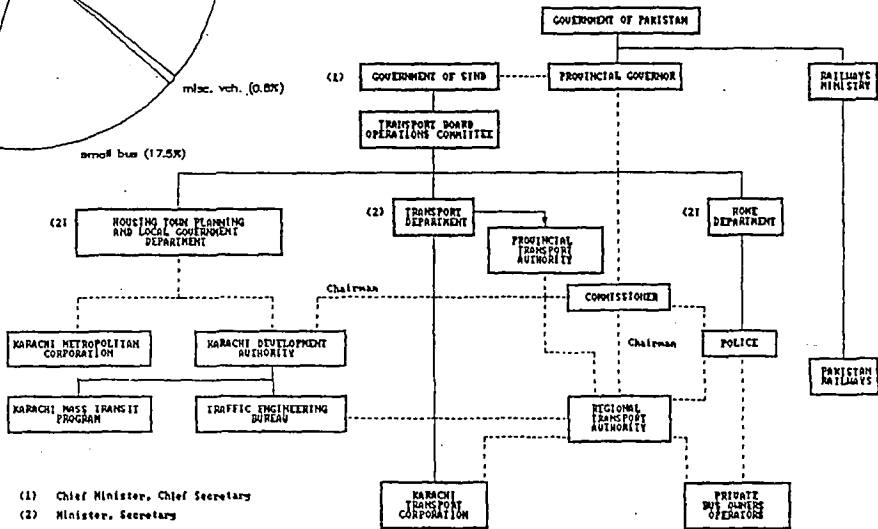 GOVERNMENT OF PAKISTAN
(1)
GOVERNMENT OF SIND
PROVINCIAL GOVERNOR
RAILWAYS
MINISTRY
misc. veh. (0.8%)
TRANSPORT BOARD
OPERATIONS COMMITTEE
small bus (17.5%)
(2)
HOUSING TOWN PLANNING
AND LOCAL GOVERNMENT
DEPARTMENT
(2)
TRANSPORT
DEPARTMENT
(2)
HOME
DEPARTMENT
PROVINCIAL
TRANSPORT
AUTHORITY
Chairman
COMMISSIONER
KARACHI METROPOLITAN
CORPORATION
KARACHI DEVELOPMENT
AUTHORITY
Chairman
POLICE
PAKISTAN
RAILWAYS
KARACHI MASS TRANSIT
PROGRAM
TRAFFIC ENGINEERING
BUREAU
REGIONAL
TRANSPORT
AUTHORITY
KARACHI
TRANSPORT
CORPORATION
PRIVATE
BUS OWNERS
OPERATORS
(1) Chief Minister, Chief Secretary
(2) Minister, Secretary